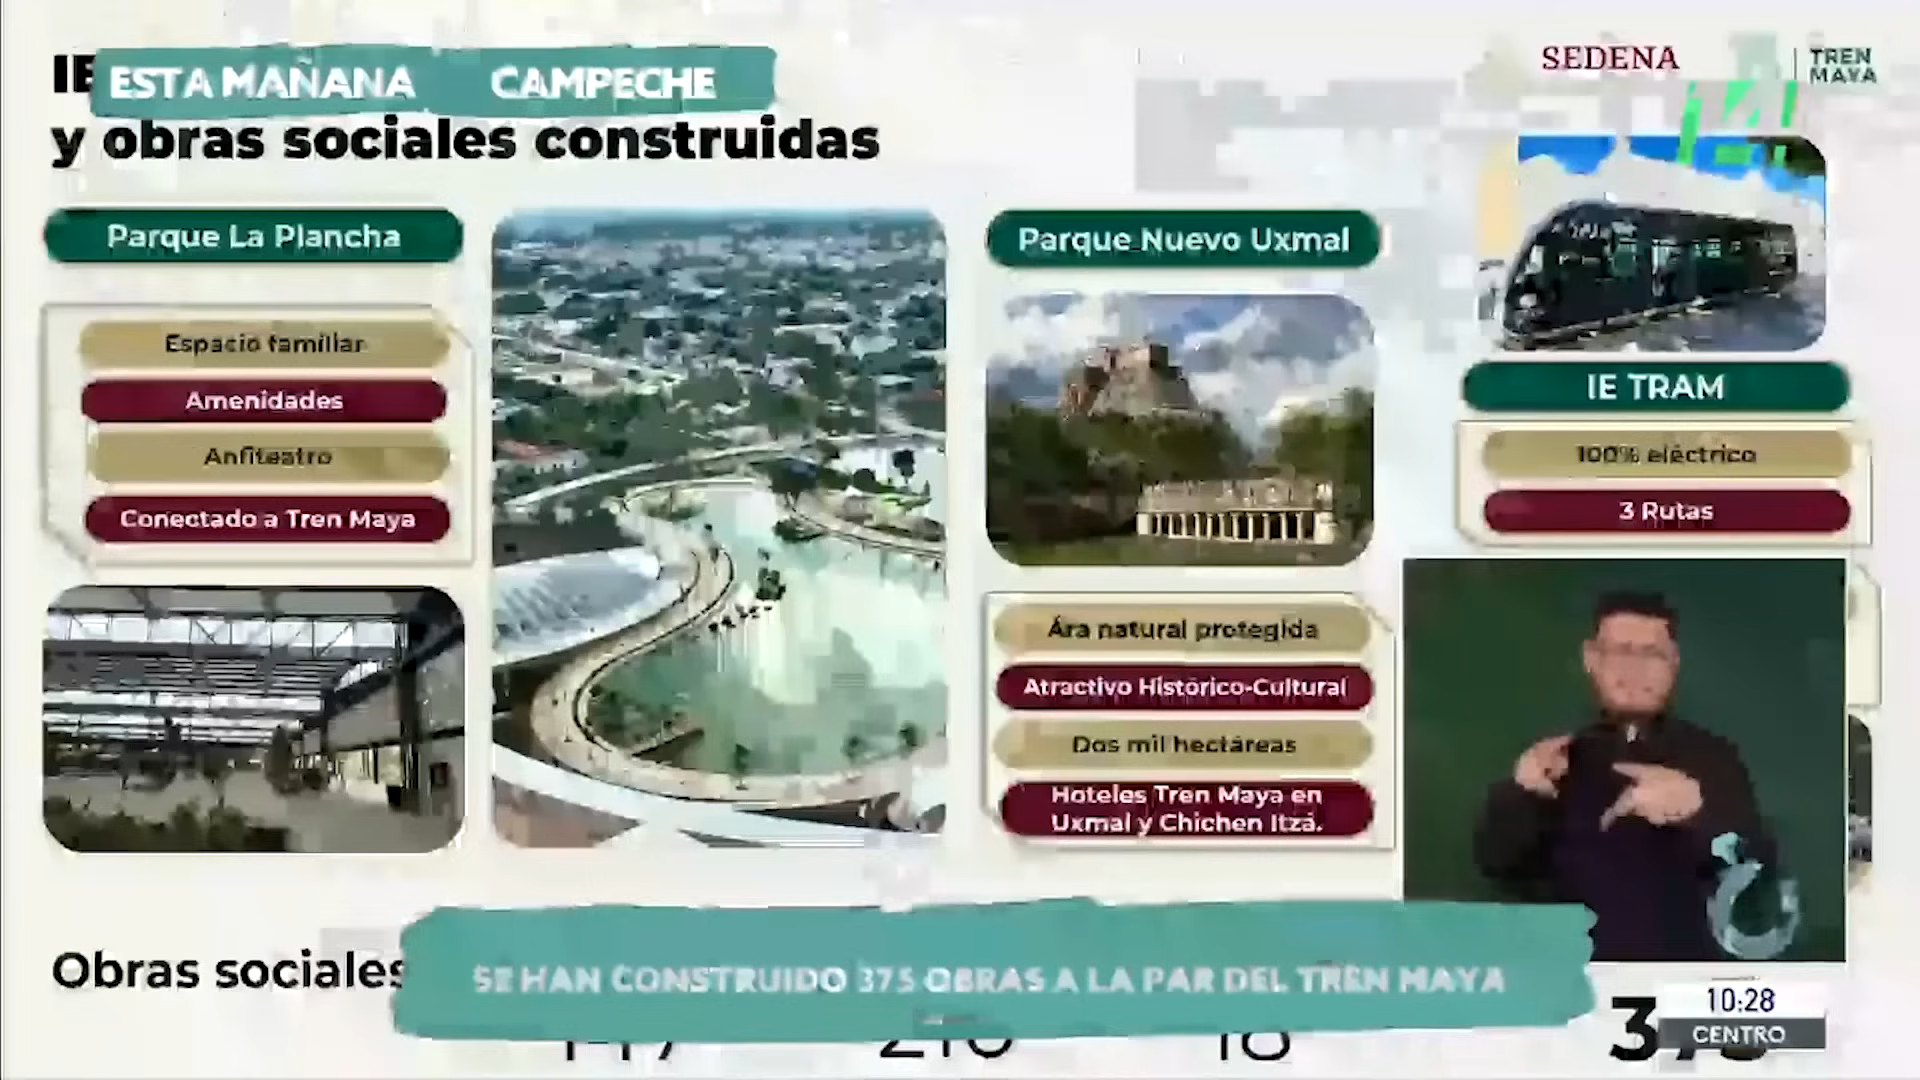 ESTA MAÑANA CAMPECHE
IE
y obras sociales construidas
SEDENA
TREN
MAYA
14
Parque La Plancha
Espacio familiar
Amenidades
Anfiteatro
Conectado a Tren Maya
Parque Nuevo Uxmal
Ára natural protegida
Atractivo Histórico-Cultural
Dos mil hectáreas
Hoteles Tren Maya en
Uxmal y Chichen Itzá.
IE TRAM
100% eléctrico
3 Rutas
Obras sociales
SE HAN CONSTRUIDO 375 OBRAS A LA PAR DEL TREN MAYA
10:28
CENTRO